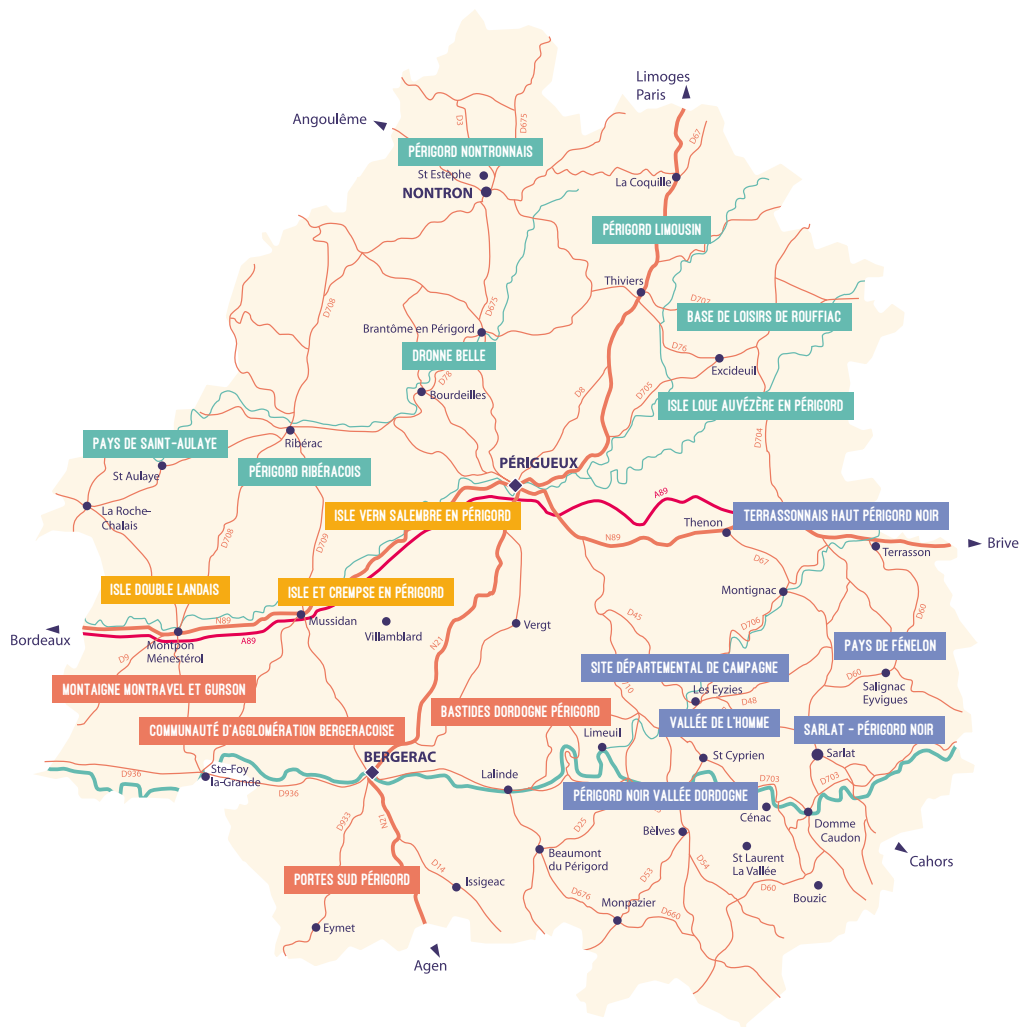 Limoges
Paris
Angoulême
D3
D675
D67
PÉRIGORD NONTRONNAIS
St Estèphe
La Coquille
NONTRON
PÉRIGORD LIMOUSIN
Thiviers
D708
D675
D707
BASE DE LOISIRS DE ROUFFIAC
Brantôme en Périgord
D76
DRONNE BELLE
Excideuil
D78
D8
D705
Bourdeilles
ISLE LOUE AUVÉZÈRE EN PÉRIGORD
D704
PAYS DE SAINT-AULAYE
Ribérac
St Aulaye
PÉRIGORD RIBÉRACOIS
PÉRIGUEUX
A89
La Roche-
Chalais
ISLE VERN SALEMBRE EN PÉRIGORD
TERRASSONNAIS HAUT PÉRIGORD NOIR
Thenon
D708
D709
N89
Brive
Terrasson
D67
ISLE DOUBLE LANDAIS
ISLE ET CREMPSE EN PÉRIGORD
Montignac
D45
D60
N89
Mussidan
Vergt
D706
Bordeaux
A89
Villamblard
N21
Montpon
Ménestérol
D9
PAYS DE FÉNELON
SITE DÉPARTEMENTAL DE CAMPAGNE
D60
MONTAIGNE MONTRAVEL ET GURSON
710
Les Eyzies
D48
Salignac
Eyvigues
BASTIDES DORDOGNE PÉRIGORD
VALLÉE DE L'HOMME
SARLAT - PÉRIGORD NOIR
COMMUNAUTÉ D'AGGLOMÉRATION BERGERACOISE
Limeuil
BERGERAC
St Cyprien
Sarlat
D936
Ste-Foy
la-Grande
D936
Lalinde
D703
D703
PÉRIGORD NOIR VALLÉE DORDOGNE
Cénac
Domme
Caudon
D933
N21
D25
Bèlves
Beaumont
du Périgord
St Laurent
La Vallée
Cahors
D14
D53
D54
PORTES SUD PÉRIGORD
Issigeac
D676
D60
Bouzic
Monpazier
D660
Eymet
Agen